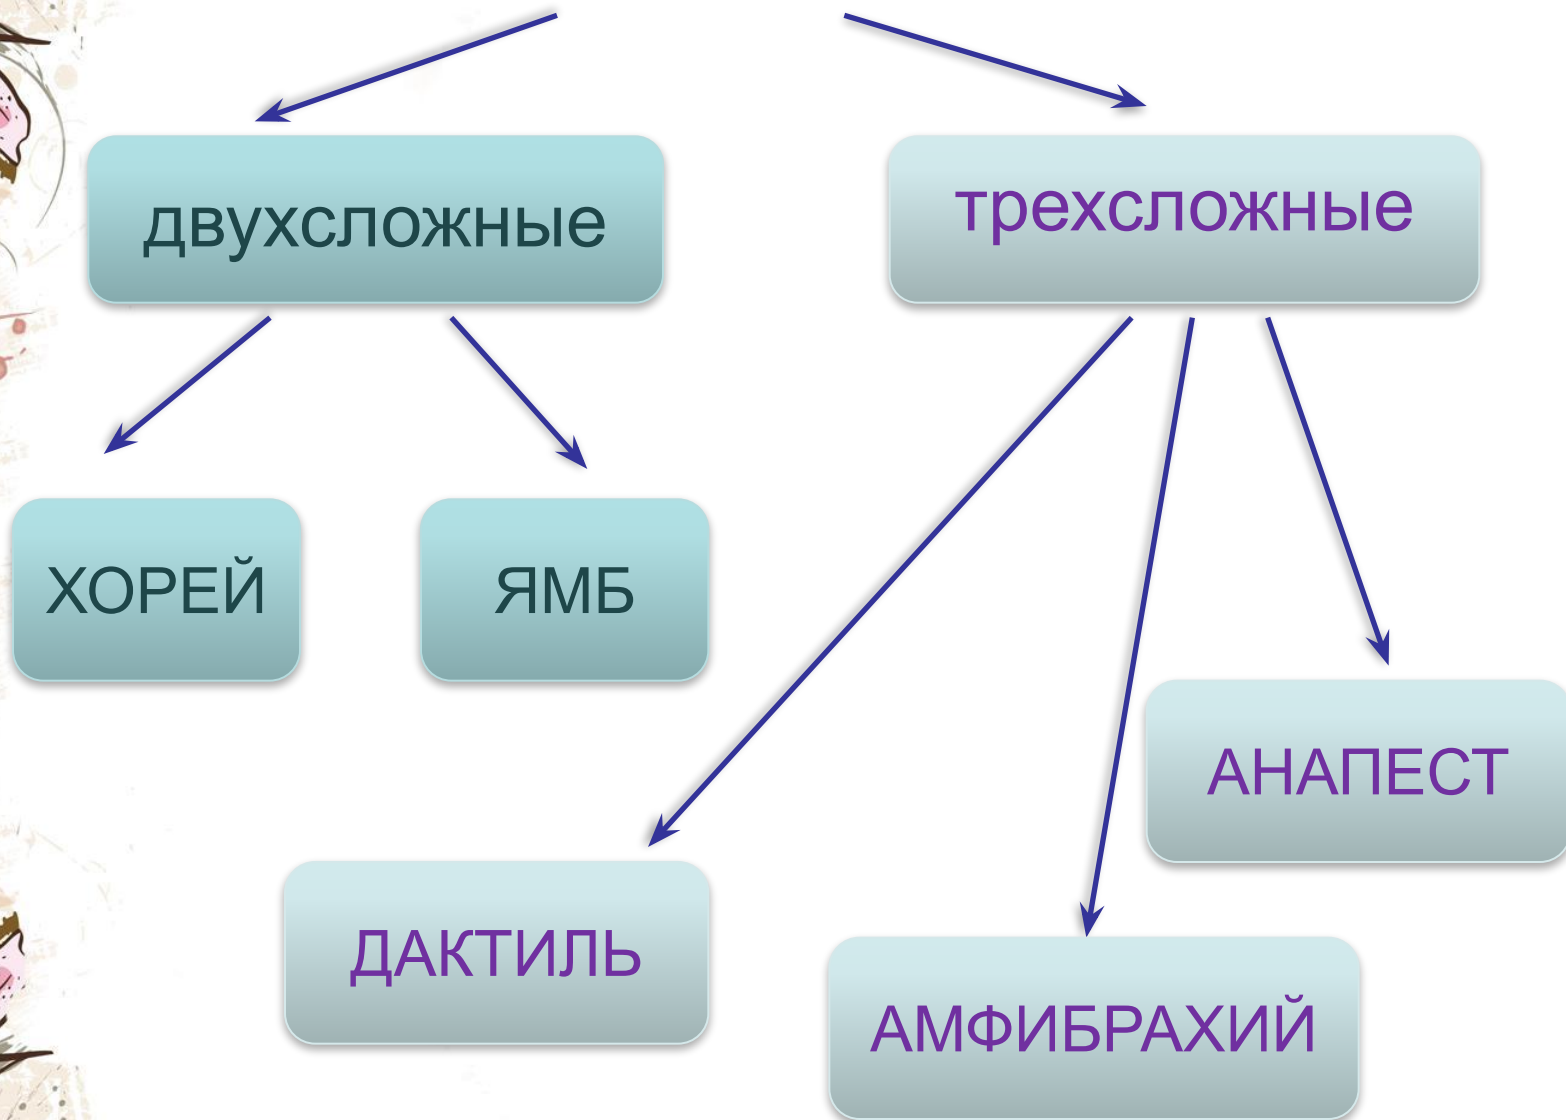 двухсложные
трехсложные
ХОРЕЙ
ЯМБ
АНАПЕСТ
ДАКТИЛЬ
АМФИБРАХИЙ